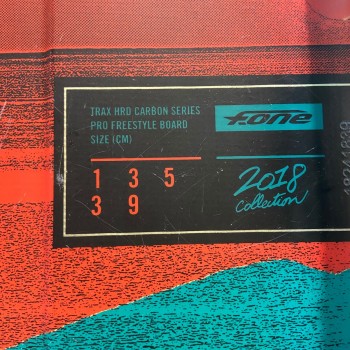 TRAX HRD CARBON SERIES
PRO FREESTYLE BOARD
SIZE (CM)
1 3 5
3 9
f.one
2018
Collection